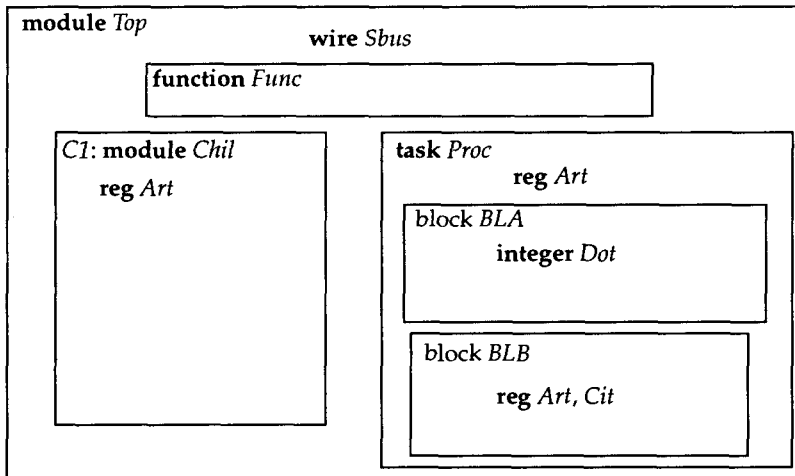 module Top
wire Sbus
function Func
C1: module Chil
reg Art
task Proc
reg Art
block BLA
integer Dot
block BLB
reg Art, Cit